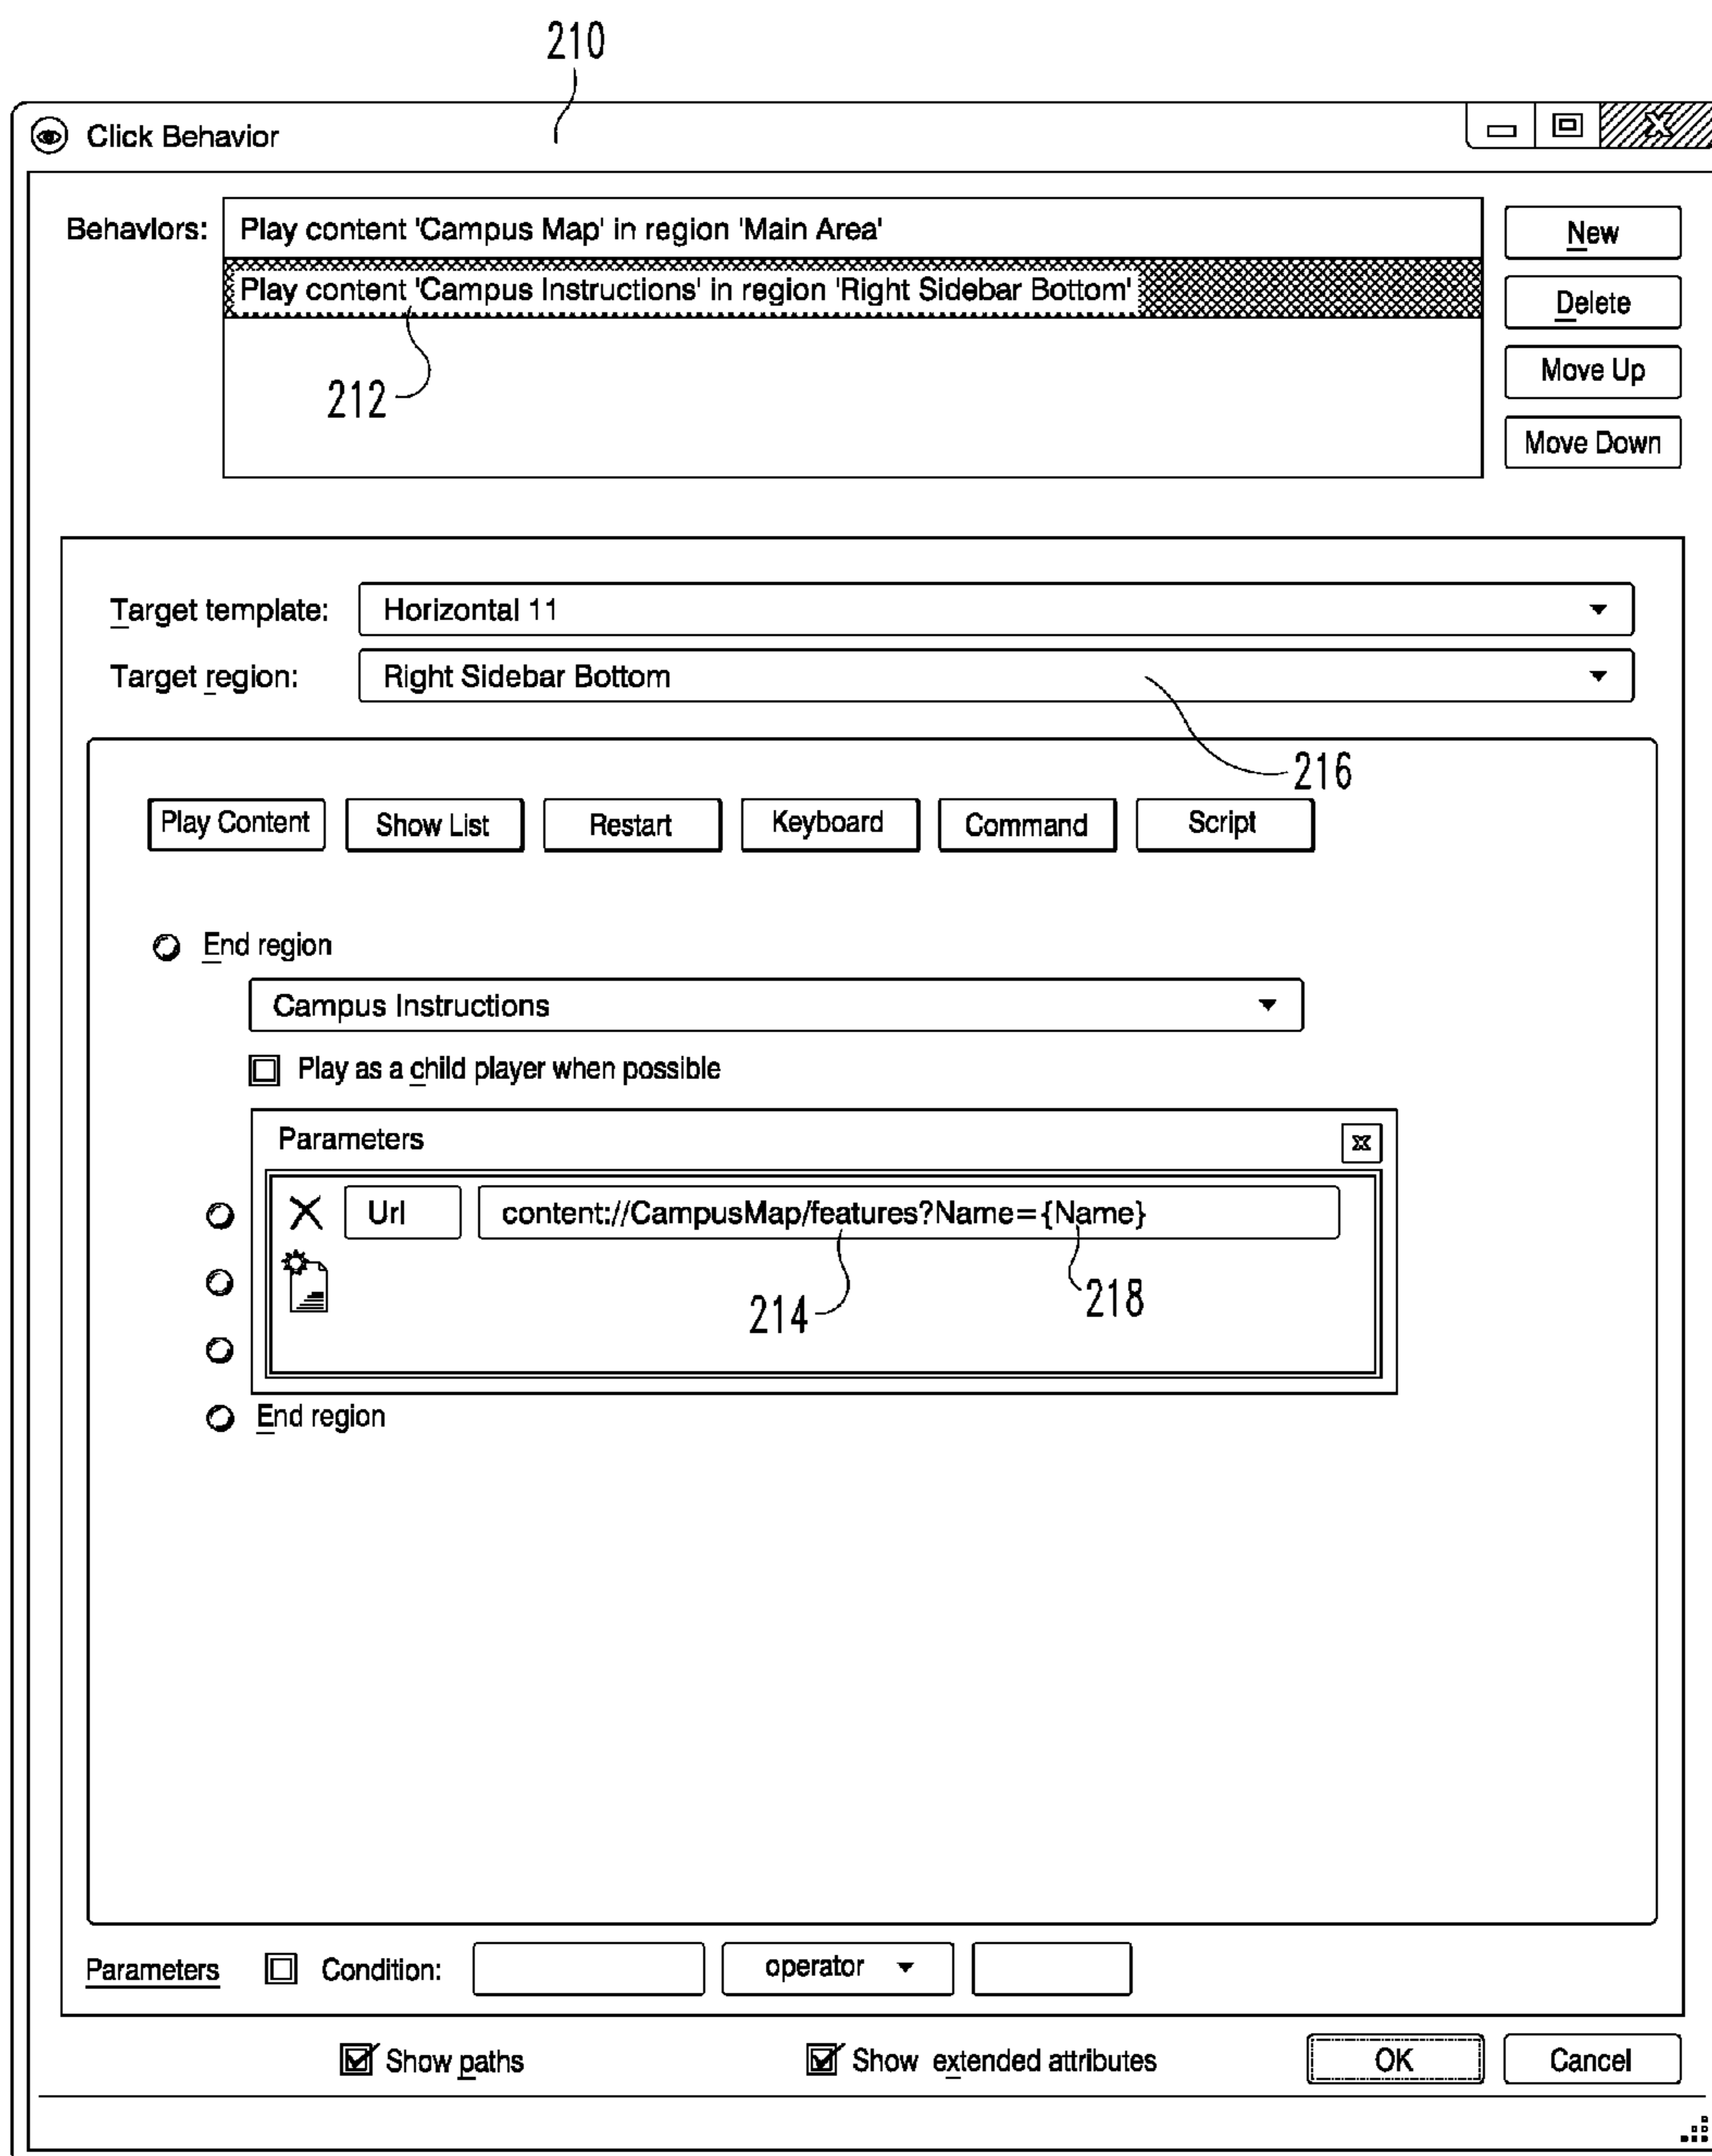 210
Click Behavior
Behaviors: Play content 'Campus Map' in region 'Main Area' New
Play content 'Campus Instructions' in region 'Right Sidebar Bottom' Delete
Move Up
212
Move Down
Target template: Horizontal 11
Target region: Right Sidebar Bottom
216
Play Content Show List Restart Keyboard Command Script
End region
Campus Instructions
Play as a child player when possible
Parameters
Url content://CampusMap/features?Name={Name}
214 218
End region
Parameters Condition: operator
Show paths Show extended attributes OK Cancel